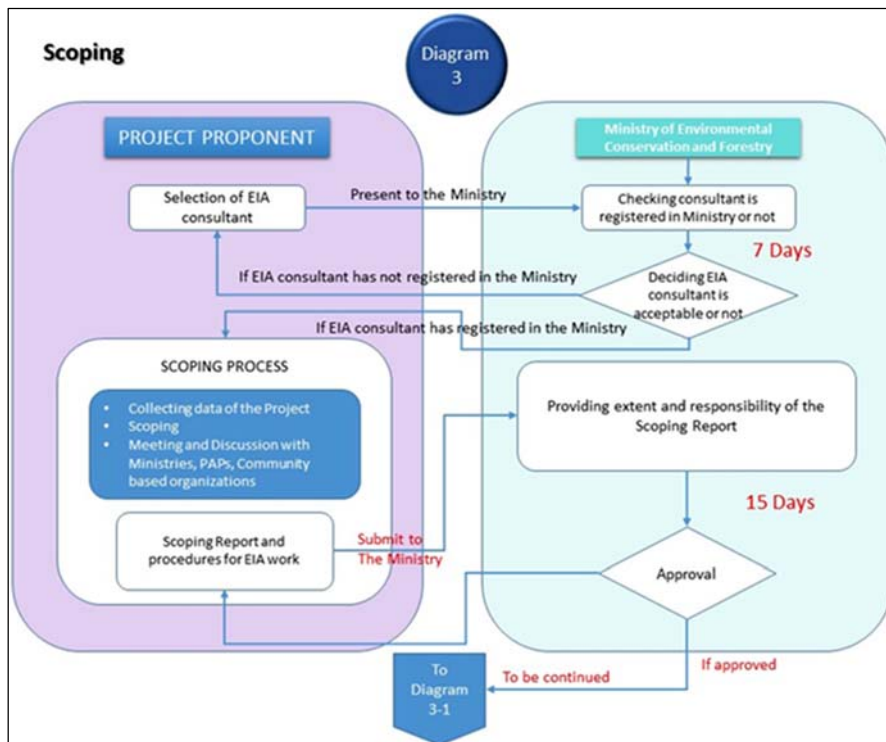 Scoping
Diagram
3
PROJECT PROPONENT
Ministry of Environmental
Conservation and Forestry
Selection of EIA
consultant
Present to the Ministry
Checking consultant is
registered in Ministry or not
7 Days
If EIA consultant has not registered in the Ministry
Deciding EIA
consultant is
acceptable or not
If EIA consultant has registered in the Ministry
SCOPING PROCESS
• Collecting data of the Project
• Scoping
• Meeting and Discussion with
Ministries, PAPs, Community
based organizations
Providing extent and responsibility of the
Scoping Report
15 Days
Scoping Report and
procedures for EIA work
Submit to
The Ministry
Approval
To
Diagram
3-1
To be continued
If approved